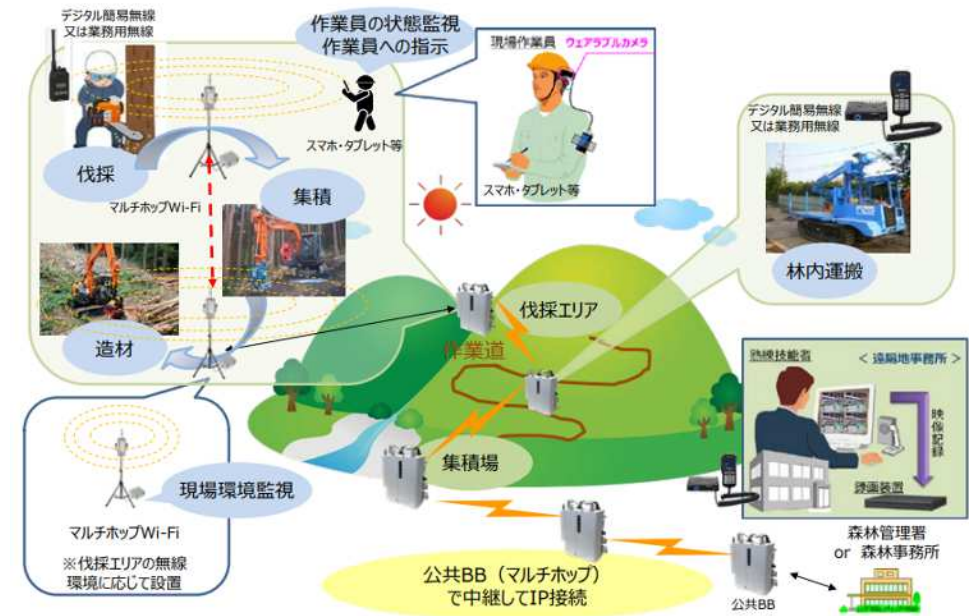 デジタル簡易無線
又は業務用無線
伐採
マルチホップWi-Fi
集積
造材
作業員の状態監視
作業員への指示
スマホ・タブレット等
現場作業員
ウェアラブルカメラ
スマホ・タブレット等
デジタル簡易無線
又は業務用無線
林内運搬
伐採エリア
作業道
集積場
現場環境監視
マルチホップWi-Fi
※伐採エリアの無線
環境に応じて設置
公共BB(マルチホップ)
で中継してIP接続
公共BB
熟練技能者
< 遠隔地事務所 >
映像記録
録画装置
森林管理署
or 森林事務所